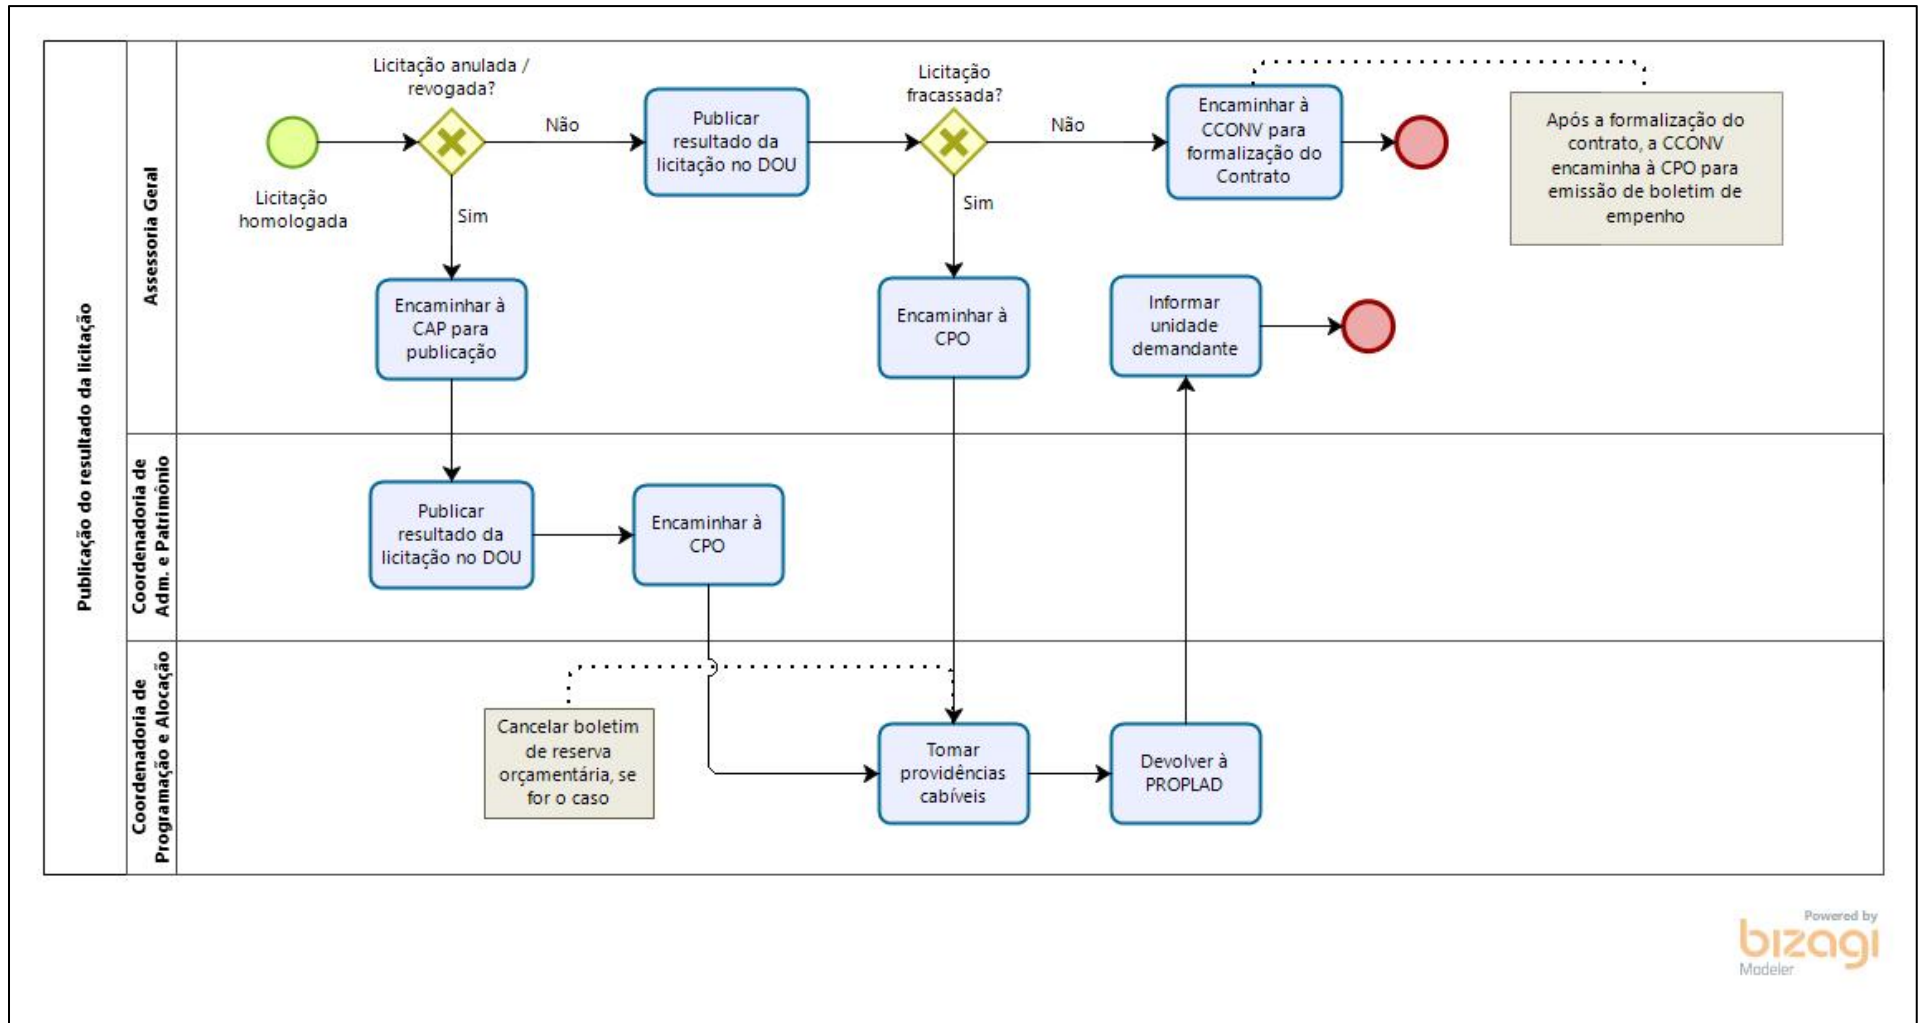 Publicação do resultado da licitação
Assessoria Geral
Licitação
homologada
Licitação anulada /
revogada?
Não
Sim
Publicar
resultado da
licitação no DOU
Licitação
fracassada?
Não
Sim
Encaminhar à
CCONV para
formalização do
Contrato
Após a formalização do
contrato, a CCONV
encaminha à CPO para
emissão de boletim de
empenho
Encaminhar à
CAP para
publicação
Encaminhar à
CPO
Informar
unidade
demandante
Coordenadoria de
Adm. e Patrimônio
Publicar
resultado da
licitação no DOU
Encaminhar à
CPO
Coordenadoria de
Programação e Alocação
Cancelar boletim
de reserva
orçamentária, se
for o caso
Tomar
providências
cabíveis
Devolver à
PROPLAD
Powered by
bizagi
Modeler